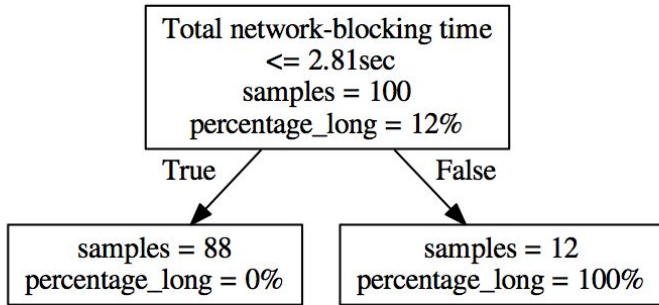 Total network-blocking time
<= 2.81sec
samples = 100
percentage_long = 12%
True
False
samples = 88
percentage_long = 0%
samples = 12
percentage_long = 100%